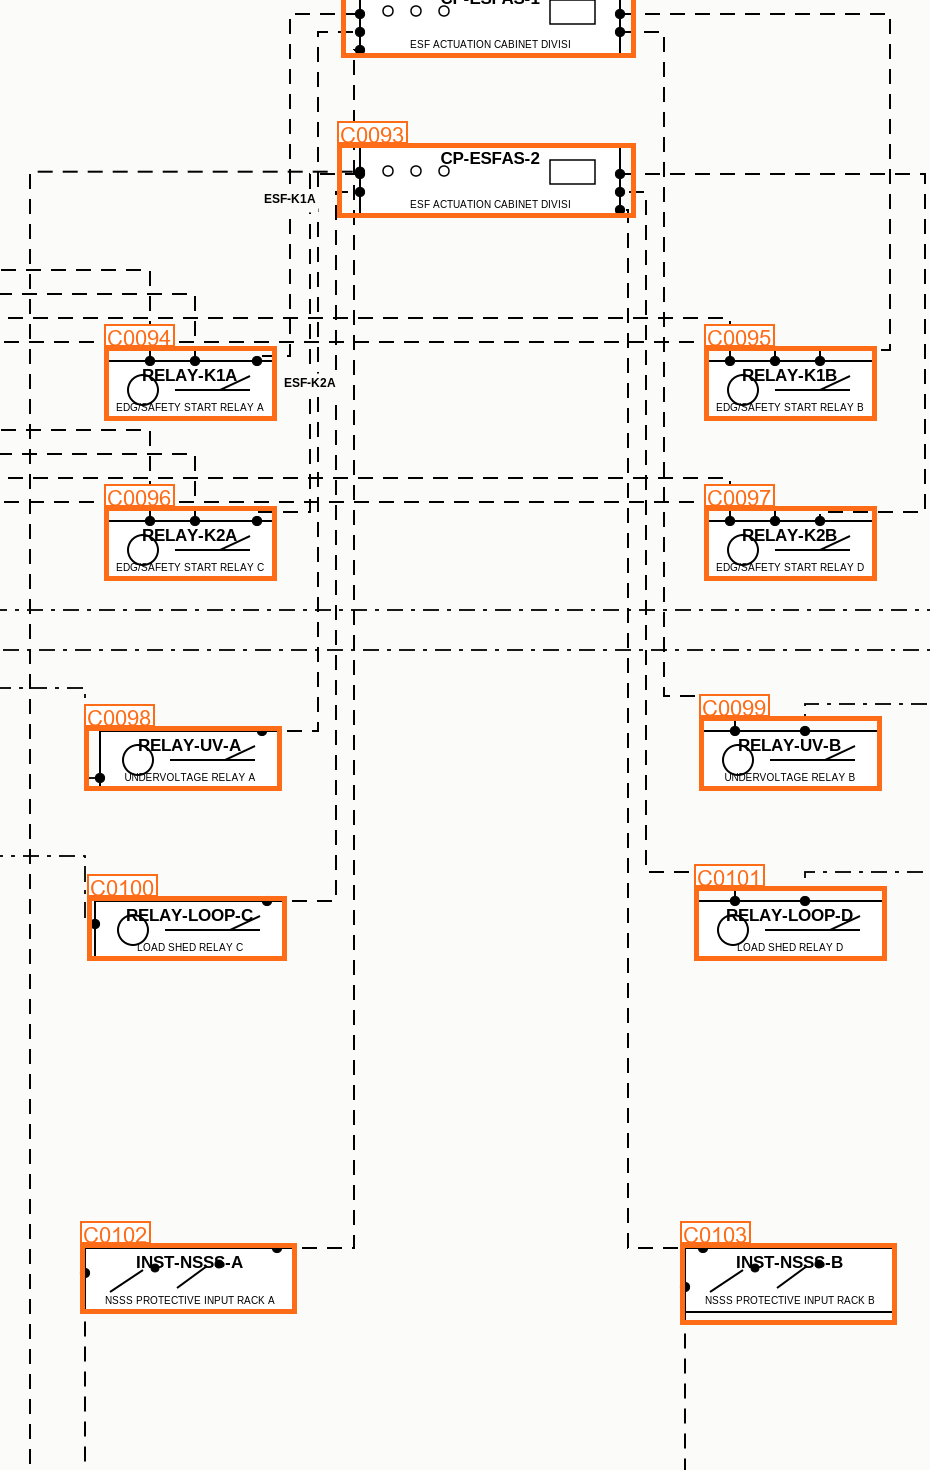 CP-ESFAS-1
ESF ACTUATION CABINET DIVISI
C0093
CP-ESFAS-2
ESF-K1A
ESF ACTUATION CABINET DIVISI
C0094
C0095
RELAY-K1A
RELAY-K1B
ESF-K2A
EDG/SAFETY START RELAY A
EDG/SAFETY START RELAY B
C0096
C0097
RELAY-K2A
RELAY-K2B
EDG/SAFETY START RELAY C
EDG/SAFETY START RELAY D
C0098
C0099
RELAY-UV-A
RELAY-UV-B
UNDERVOLTAGE RELAY A
UNDERVOLTAGE RELAY B
C0100
C0101
RELAY-LOOP-C
RELAY-LOOP-D
LOAD SHED RELAY C
LOAD SHED RELAY D
C0102
C0103
INST-NSSS-A
INST-NSSS-B
NSSS PROTECTIVE INPUT RACK A
NSSS PROTECTIVE INPUT RACK B